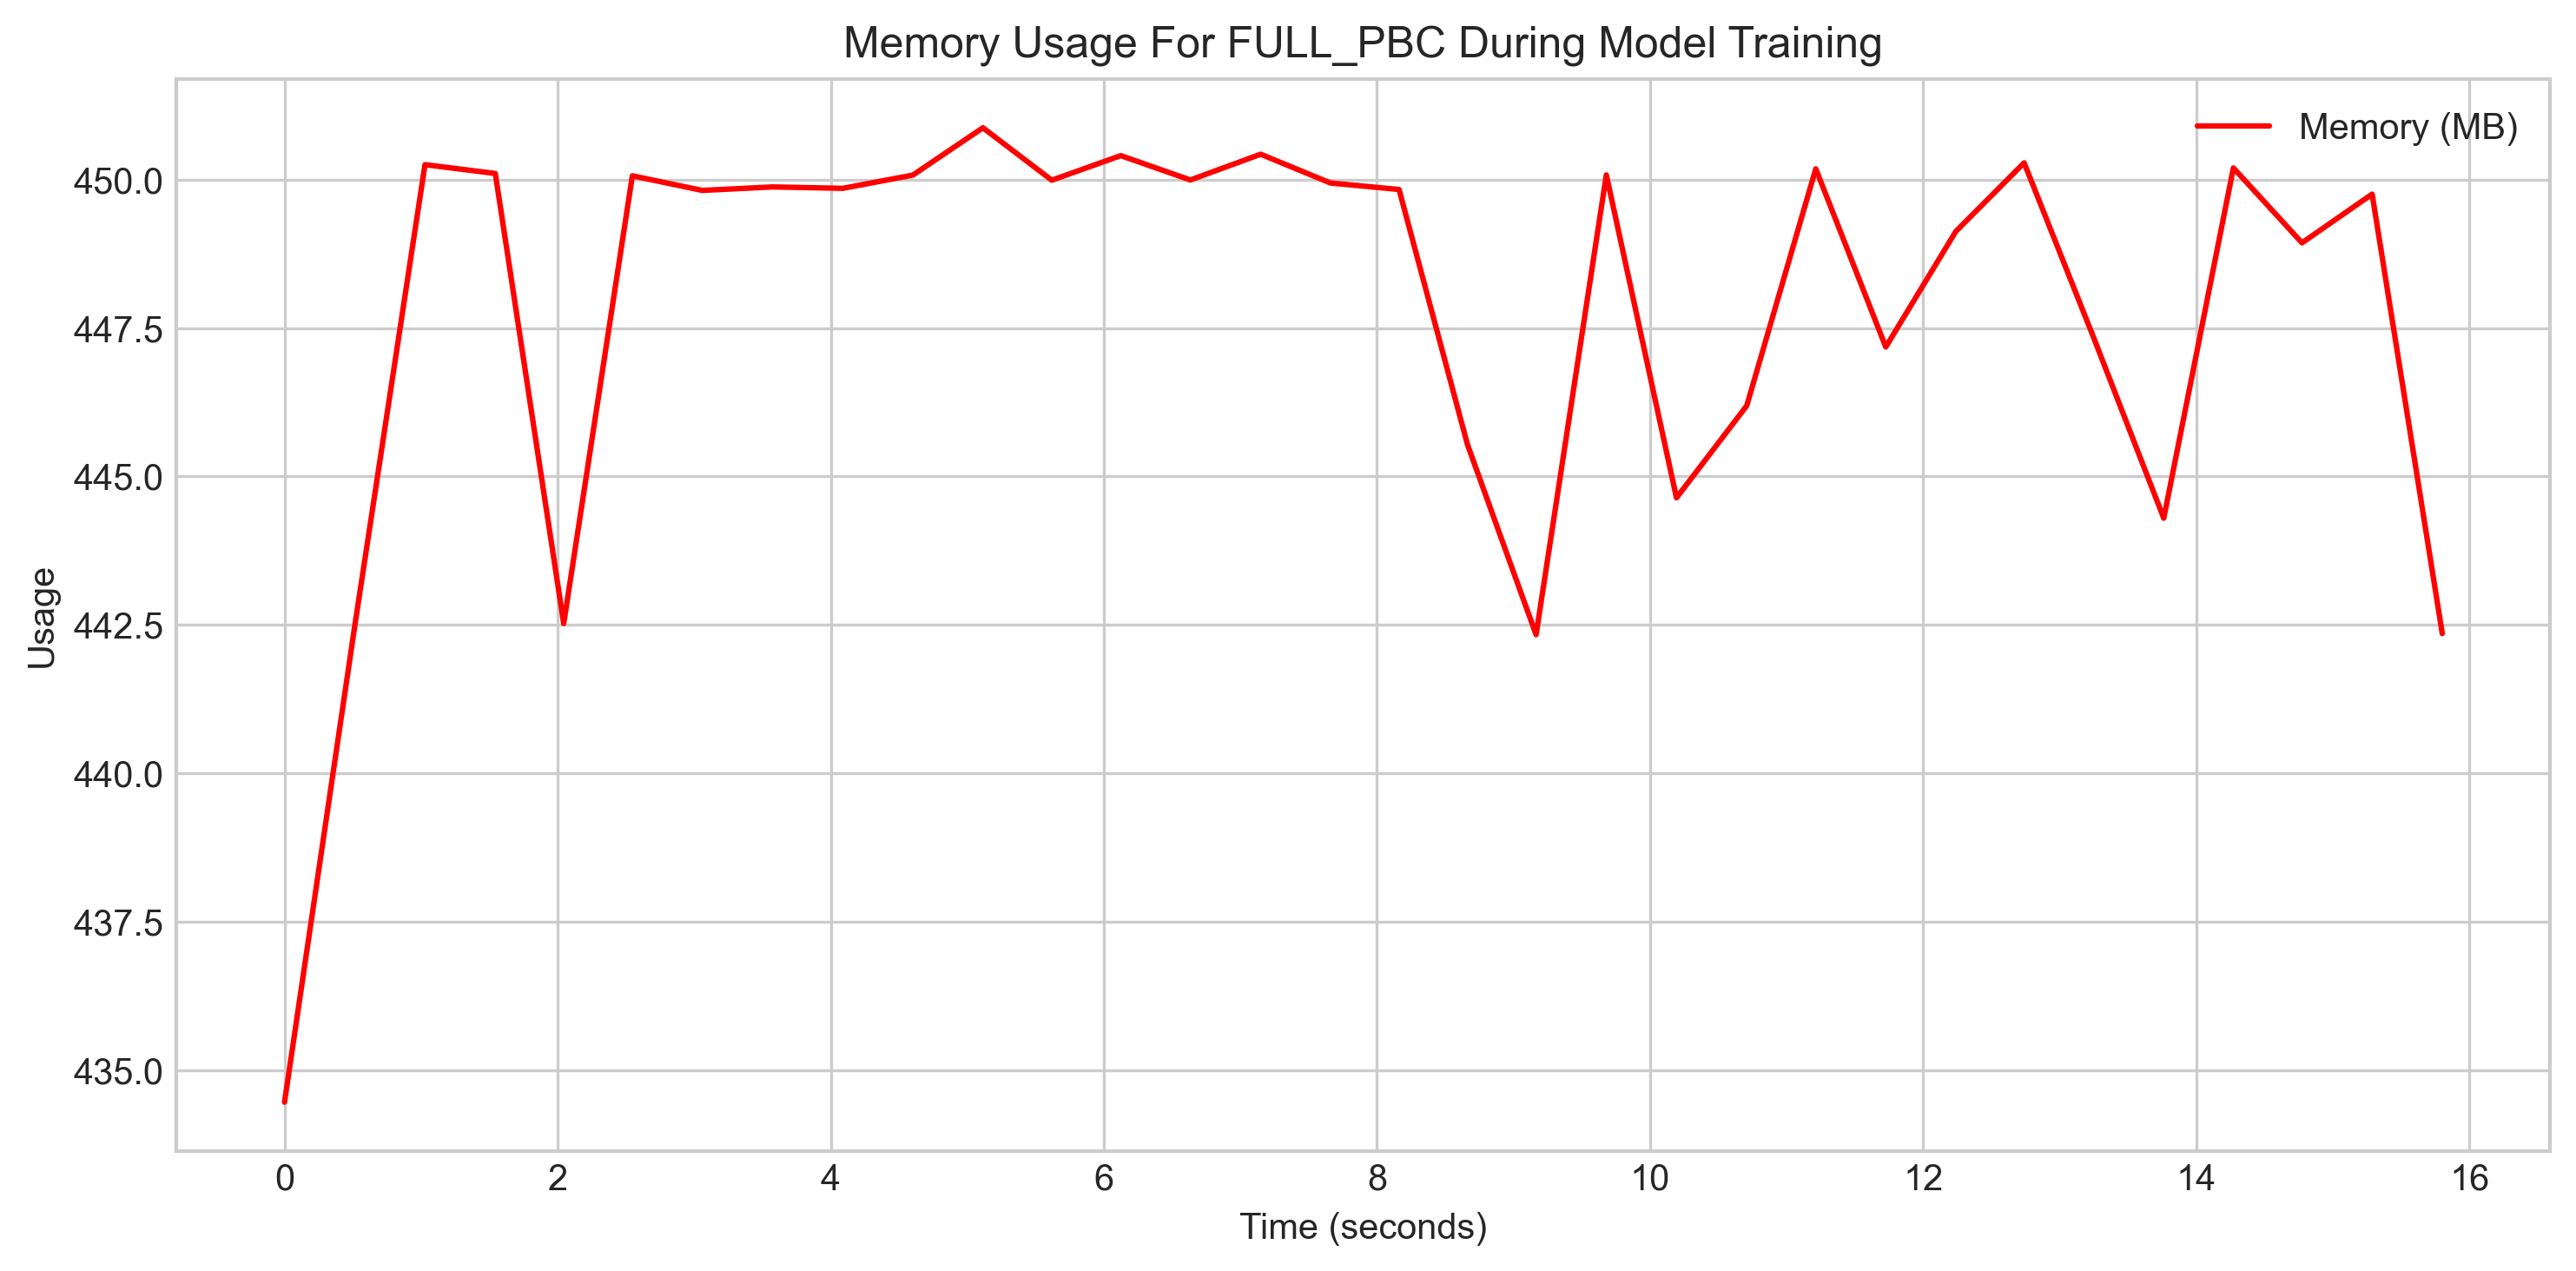 Memory Usage For FULL_PBC During Model Training
Memory (MB)
450.0
447.5
445.0
442.5
440.0
437.5
435.0
Usage
0 2 4 6 8 10 12 14 16
Time (seconds)